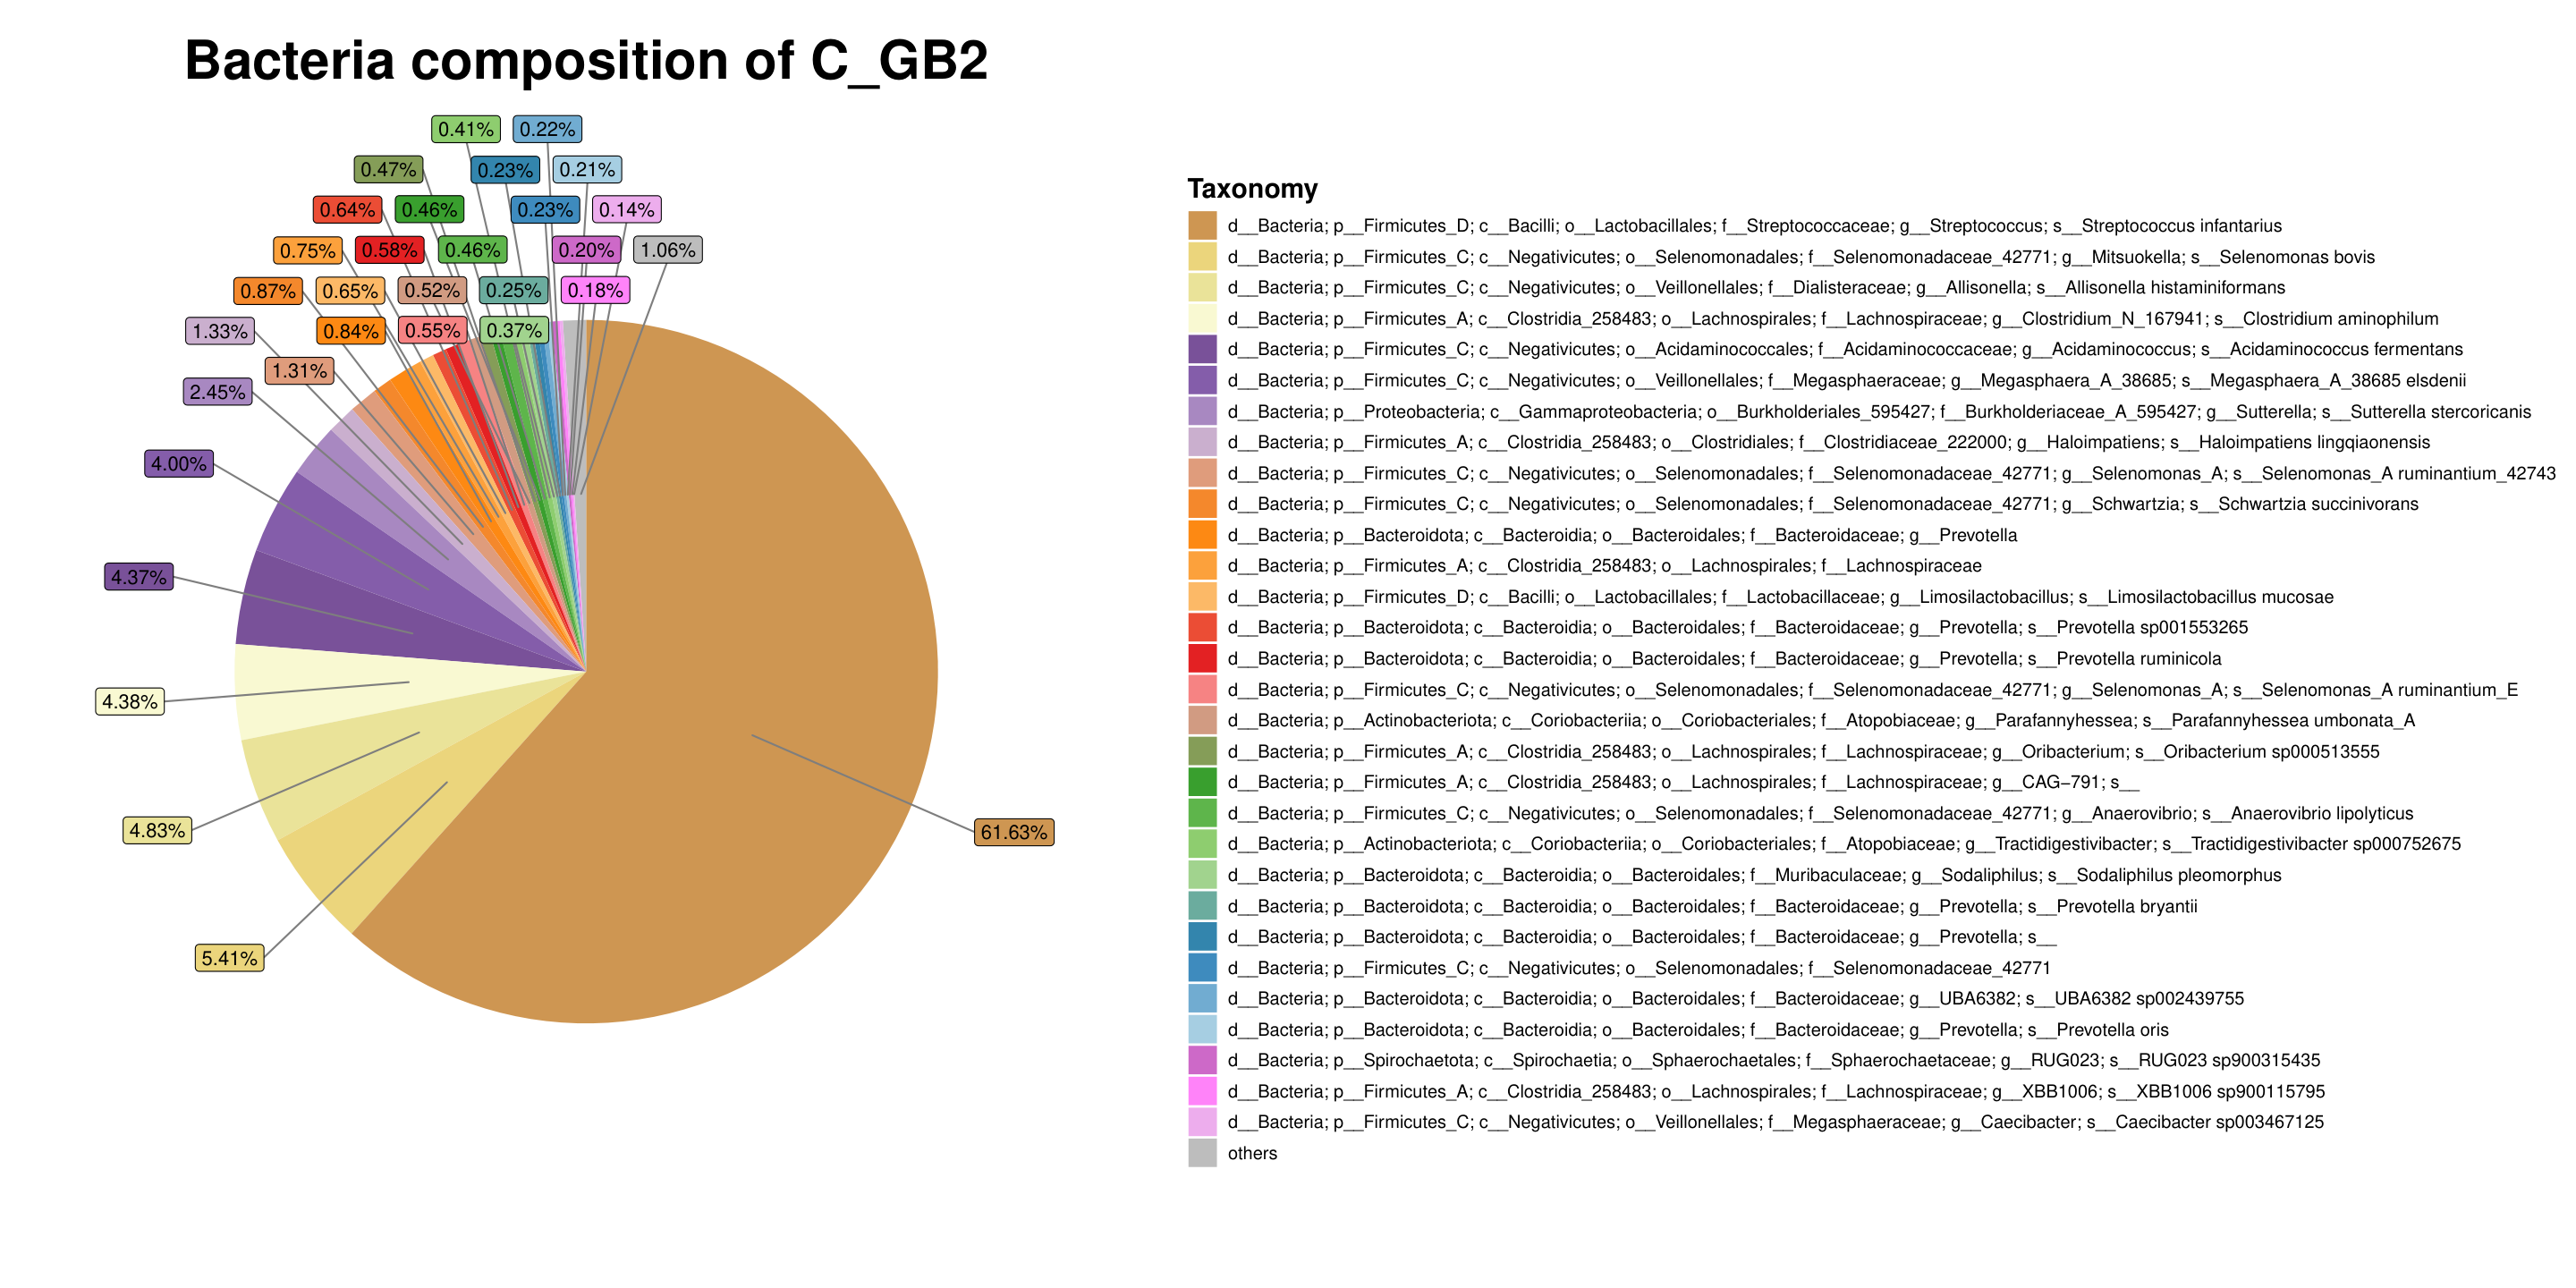 Bacteria composition of C_GB2
0.41% 0.22%
0.47% 0.23% 0.21%
0.64% 0.46% 0.23% 0.14%
0.75% 0.58% 0.46% 0.20% 1.06%
0.87% 0.65% 0.52% 0.25% 0.18%
1.33% 0.84% 0.55% 0.37%
1.31%
2.45%
4.00%
4.37%
4.38%
4.83%
61.63%
5.41%
Taxonomy
d__Bacteria; p__Firmicutes_D; c__Bacilli; o__Lactobacillales; f__Streptococcaceae; g__Streptococcus; s__Streptococcus infantarius
d__Bacteria; p__Firmicutes_C; c__Negativicutes; o__Selenomonadales; f__Selenomonadaceae_42771; g__Mitsuokella; s__Selenomonas bovis
d__Bacteria; p__Firmicutes_C; c__Negativicutes; o__Veillonellales; f__Dialisteraceae; g__Allisonella; s__Allisonella histaminiformans
d__Bacteria; p__Firmicutes_A; c__Clostridia_258483; o__Lachnospirales; f__Lachnospiraceae; g__Clostridium_N_167941; s__Clostridium aminophilum
d__Bacteria; p__Firmicutes_C; c__Negativicutes; o__Acidaminococcales; f__Acidaminococcaceae; g__Acidaminococcus; s__Acidaminococcus fermentans
d__Bacteria; p__Firmicutes_C; c__Negativicutes; o__Veillonellales; f__Megasphaeraceae; g__Megasphaera_A_38685; s__Megasphaera_A_38685 elsdenii
d__Bacteria; p__Proteobacteria; c__Gammaproteobacteria; o__Burkholderiales_595427; f__Burkholderiaceae_A_595427; g__Sutterella; s__Sutterella stercoricanis
d__Bacteria; p__Firmicutes_A; c__Clostridia_258483; o__Clostridiales; f__Clostridiaceae_222000; g__Haloimpatiens; s__Haloimpatiens lingqiaonensis
d__Bacteria; p__Firmicutes_C; c__Negativicutes; o__Selenomonadales; f__Selenomonadaceae_42771; g__Selenomonas_A; s__Selenomonas_A ruminantium_42743
d__Bacteria; p__Firmicutes_C; c__Negativicutes; o__Selenomonadales; f__Selenomonadaceae_42771; g__Schwartzia; s__Schwartzia succinivorans
d__Bacteria; p__Bacteroidota; c__Bacteroidia; o__Bacteroidales; f__Bacteroidaceae; g__Prevotella
d__Bacteria; p__Firmicutes_A; c__Clostridia_258483; o__Lachnospirales; f__Lachnospiraceae
d__Bacteria; p__Firmicutes_D; c__Bacilli; o__Lactobacillales; f__Lactobacillaceae; g__Limosilactobacillus; s__Limosilactobacillus mucosae
d__Bacteria; p__Bacteroidota; c__Bacteroidia; o__Bacteroidales; f__Bacteroidaceae; g__Prevotella; s__Prevotella sp001553265
d__Bacteria; p__Bacteroidota; c__Bacteroidia; o__Bacteroidales; f__Bacteroidaceae; g__Prevotella; s__Prevotella ruminicola
d__Bacteria; p__Firmicutes_C; c__Negativicutes; o__Selenomonadales; f__Selenomonadaceae_42771; g__Selenomonas_A; s__Selenomonas_A ruminantium_E
d__Bacteria; p__Actinobacteriota; c__Coriobacteriia; o__Coriobacteriales; f__Atopobiaceae; g__Parafannyhessea; s__Parafannyhessea umbonata_A
d__Bacteria; p__Firmicutes_A; c__Clostridia_258483; o__Lachnospirales; f__Lachnospiraceae; g__Oribacterium; s__Oribacterium sp000513555
d__Bacteria; p__Firmicutes_A; c__Clostridia_258483; o__Lachnospirales; f__Lachnospiraceae; g__CAG−791; s__
d__Bacteria; p__Firmicutes_C; c__Negativicutes; o__Selenomonadales; f__Selenomonadaceae_42771; g__Anaerovibrio; s__Anaerovibrio lipolyticus
d__Bacteria; p__Actinobacteriota; c__Coriobacteriia; o__Coriobacteriales; f__Atopobiaceae; g__Tractidigestivibacter; s__Tractidigestivibacter sp000752675
d__Bacteria; p__Bacteroidota; c__Bacteroidia; o__Bacteroidales; f__Muribaculaceae; g__Sodaliphilus; s__Sodaliphilus pleomorphus
d__Bacteria; p__Bacteroidota; c__Bacteroidia; o__Bacteroidales; f__Bacteroidaceae; g__Prevotella; s__Prevotella bryantii
d__Bacteria; p__Bacteroidota; c__Bacteroidia; o__Bacteroidales; f__Bacteroidaceae; g__Prevotella; s__
d__Bacteria; p__Firmicutes_C; c__Negativicutes; o__Selenomonadales; f__Selenomonadaceae_42771
d__Bacteria; p__Bacteroidota; c__Bacteroidia; o__Bacteroidales; f__Bacteroidaceae; g__UBA6382; s__UBA6382 sp002439755
d__Bacteria; p__Bacteroidota; c__Bacteroidia; o__Bacteroidales; f__Bacteroidaceae; g__Prevotella; s__Prevotella oris
d__Bacteria; p__Spirochaetota; c__Spirochaetia; o__Sphaerochaetales; f__Sphaerochaetaceae; g__RUG023; s__RUG023 sp900315435
d__Bacteria; p__Firmicutes_A; c__Clostridia_258483; o__Lachnospirales; f__Lachnospiraceae; g__XBB1006; s__XBB1006 sp900115795
d__Bacteria; p__Firmicutes_C; c__Negativicutes; o__Veillonellales; f__Megasphaeraceae; g__Caecibacter; s__Caecibacter sp003467125
others